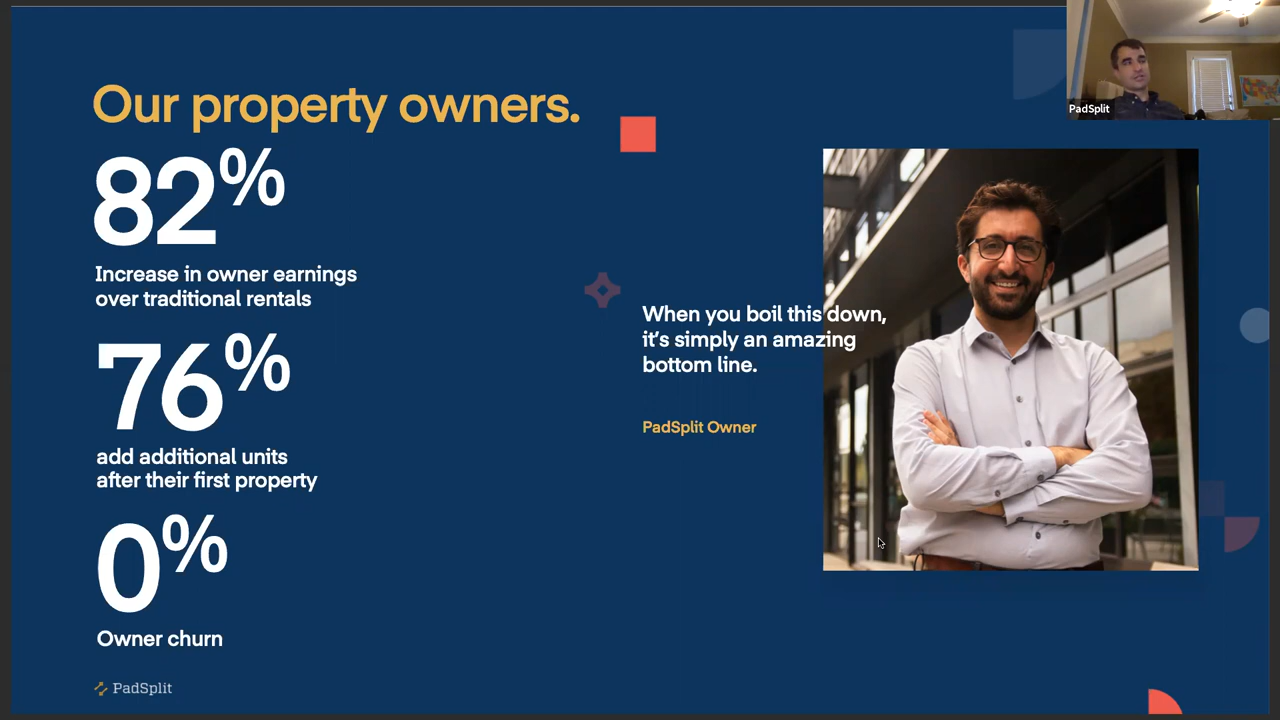 Our property owners.
82%
Increase in owner earnings
over traditional rentals
76%
add additional units
after their first property
0%
Owner churn
PadSplit
When you boil this down,
it's simply an amazing
bottom line.
PadSplit Owner
PadSplit